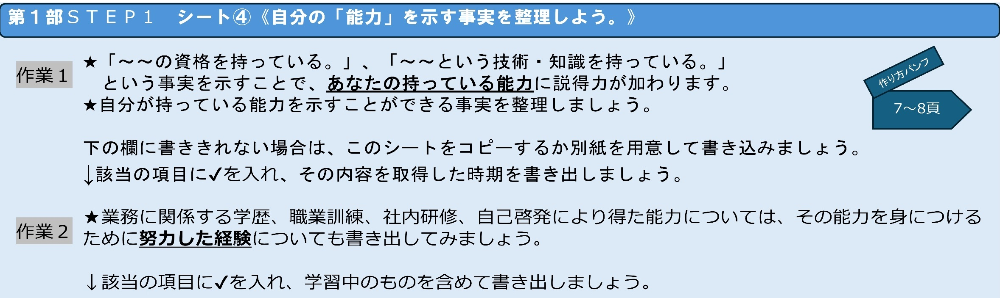 第１部ＳＴＥＰ１　シート④《自分の「能力」を示す事実を整理しよう。》
作業１
★「～～の資格を持っている。」、「～～という技術・知識を持っている。」
という事実を示すことで、あなたの持っている能力に説得力が加わります。
★自分が持っている能力を示すことができる事実を整理しましょう。
作り方パンフ
7～8頁
下の欄に書ききれない場合は、このシートをコピーするか別紙を用意して書き込みましょう。
↓該当の項目に✓を入れ、その内容を取得した時期を書き出しましょう。
作業２
★業務に関係する学歴、職業訓練、社内研修、自己啓発により得た能力については、その能力を身につける
ために努力した経験についても書き出してみましょう。
↓該当の項目に✓を入れ、学習中のものを含めて書き出しましょう。